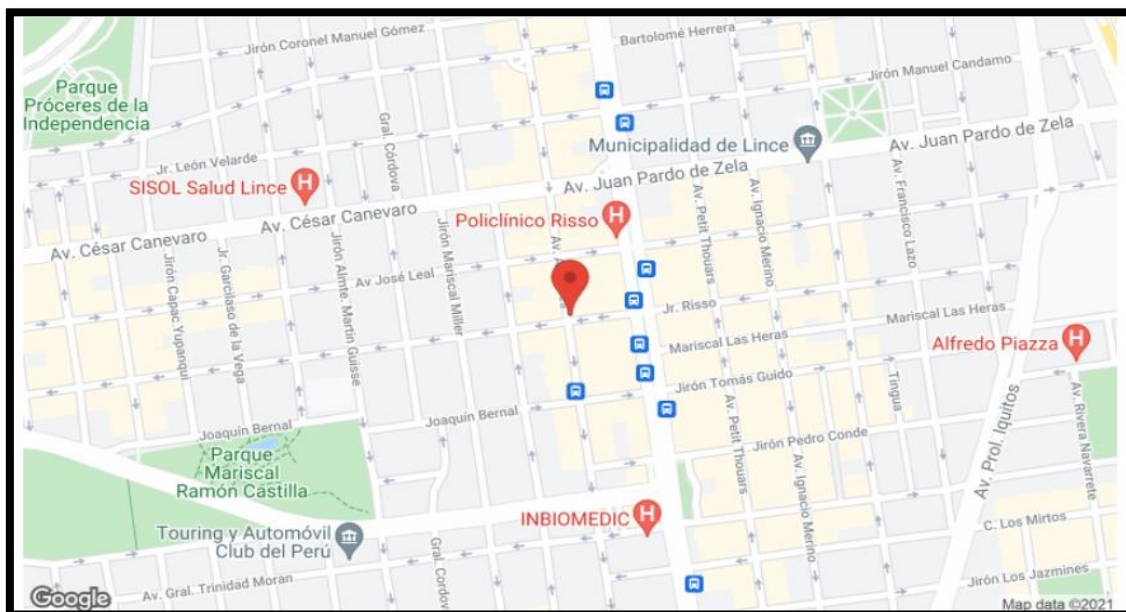 Jirón Coronel Manuel Gómez
Bartolomé Herrera
Jirón Manuel Candamo
Parque
Próceres de la
Independencia
Gral. Córdova
Municipalidad de Lince
Av. Juan Pardo de Zela
Jr. León Velarde
SISOL Salud Lince
H
Av. Juan Pardo de Zela
Av. César Canevaro
Av. César Canevaro
Policlínico Risso
H
Av. Petit Thouars
Av. Ignacio Merino
Av. Francisco Lazo
Jirón Capac Yupanqui
Jr. Garcilaso de la Vega
Jirón Almte. Martín Guisse
Jirón Mariscal Miller
Av José Leal
Av. A
Jr. Risso
Mariscal Las Heras
Mariscal Las Heras
Alfredo Piazza
H
Jirón Tomás Guido
Tingua
Joaquín Bernal
Joaquín Bernal
Av. Petit Thouars
Jirón Pedro Conde
Av. Ignacio Merino
Av. Prol. Iquitos
Av. Rivera Navarrete
Parque
Mariscal
Ramón Castilla
INBIOMEDIC
H
Touring y Automóvil
Club del Perú
Gral. Córdova
C. Los Mirtos
Av. Gral. Trinidad Moran
Jirón Los Jazmines
Google
Map data ©2021